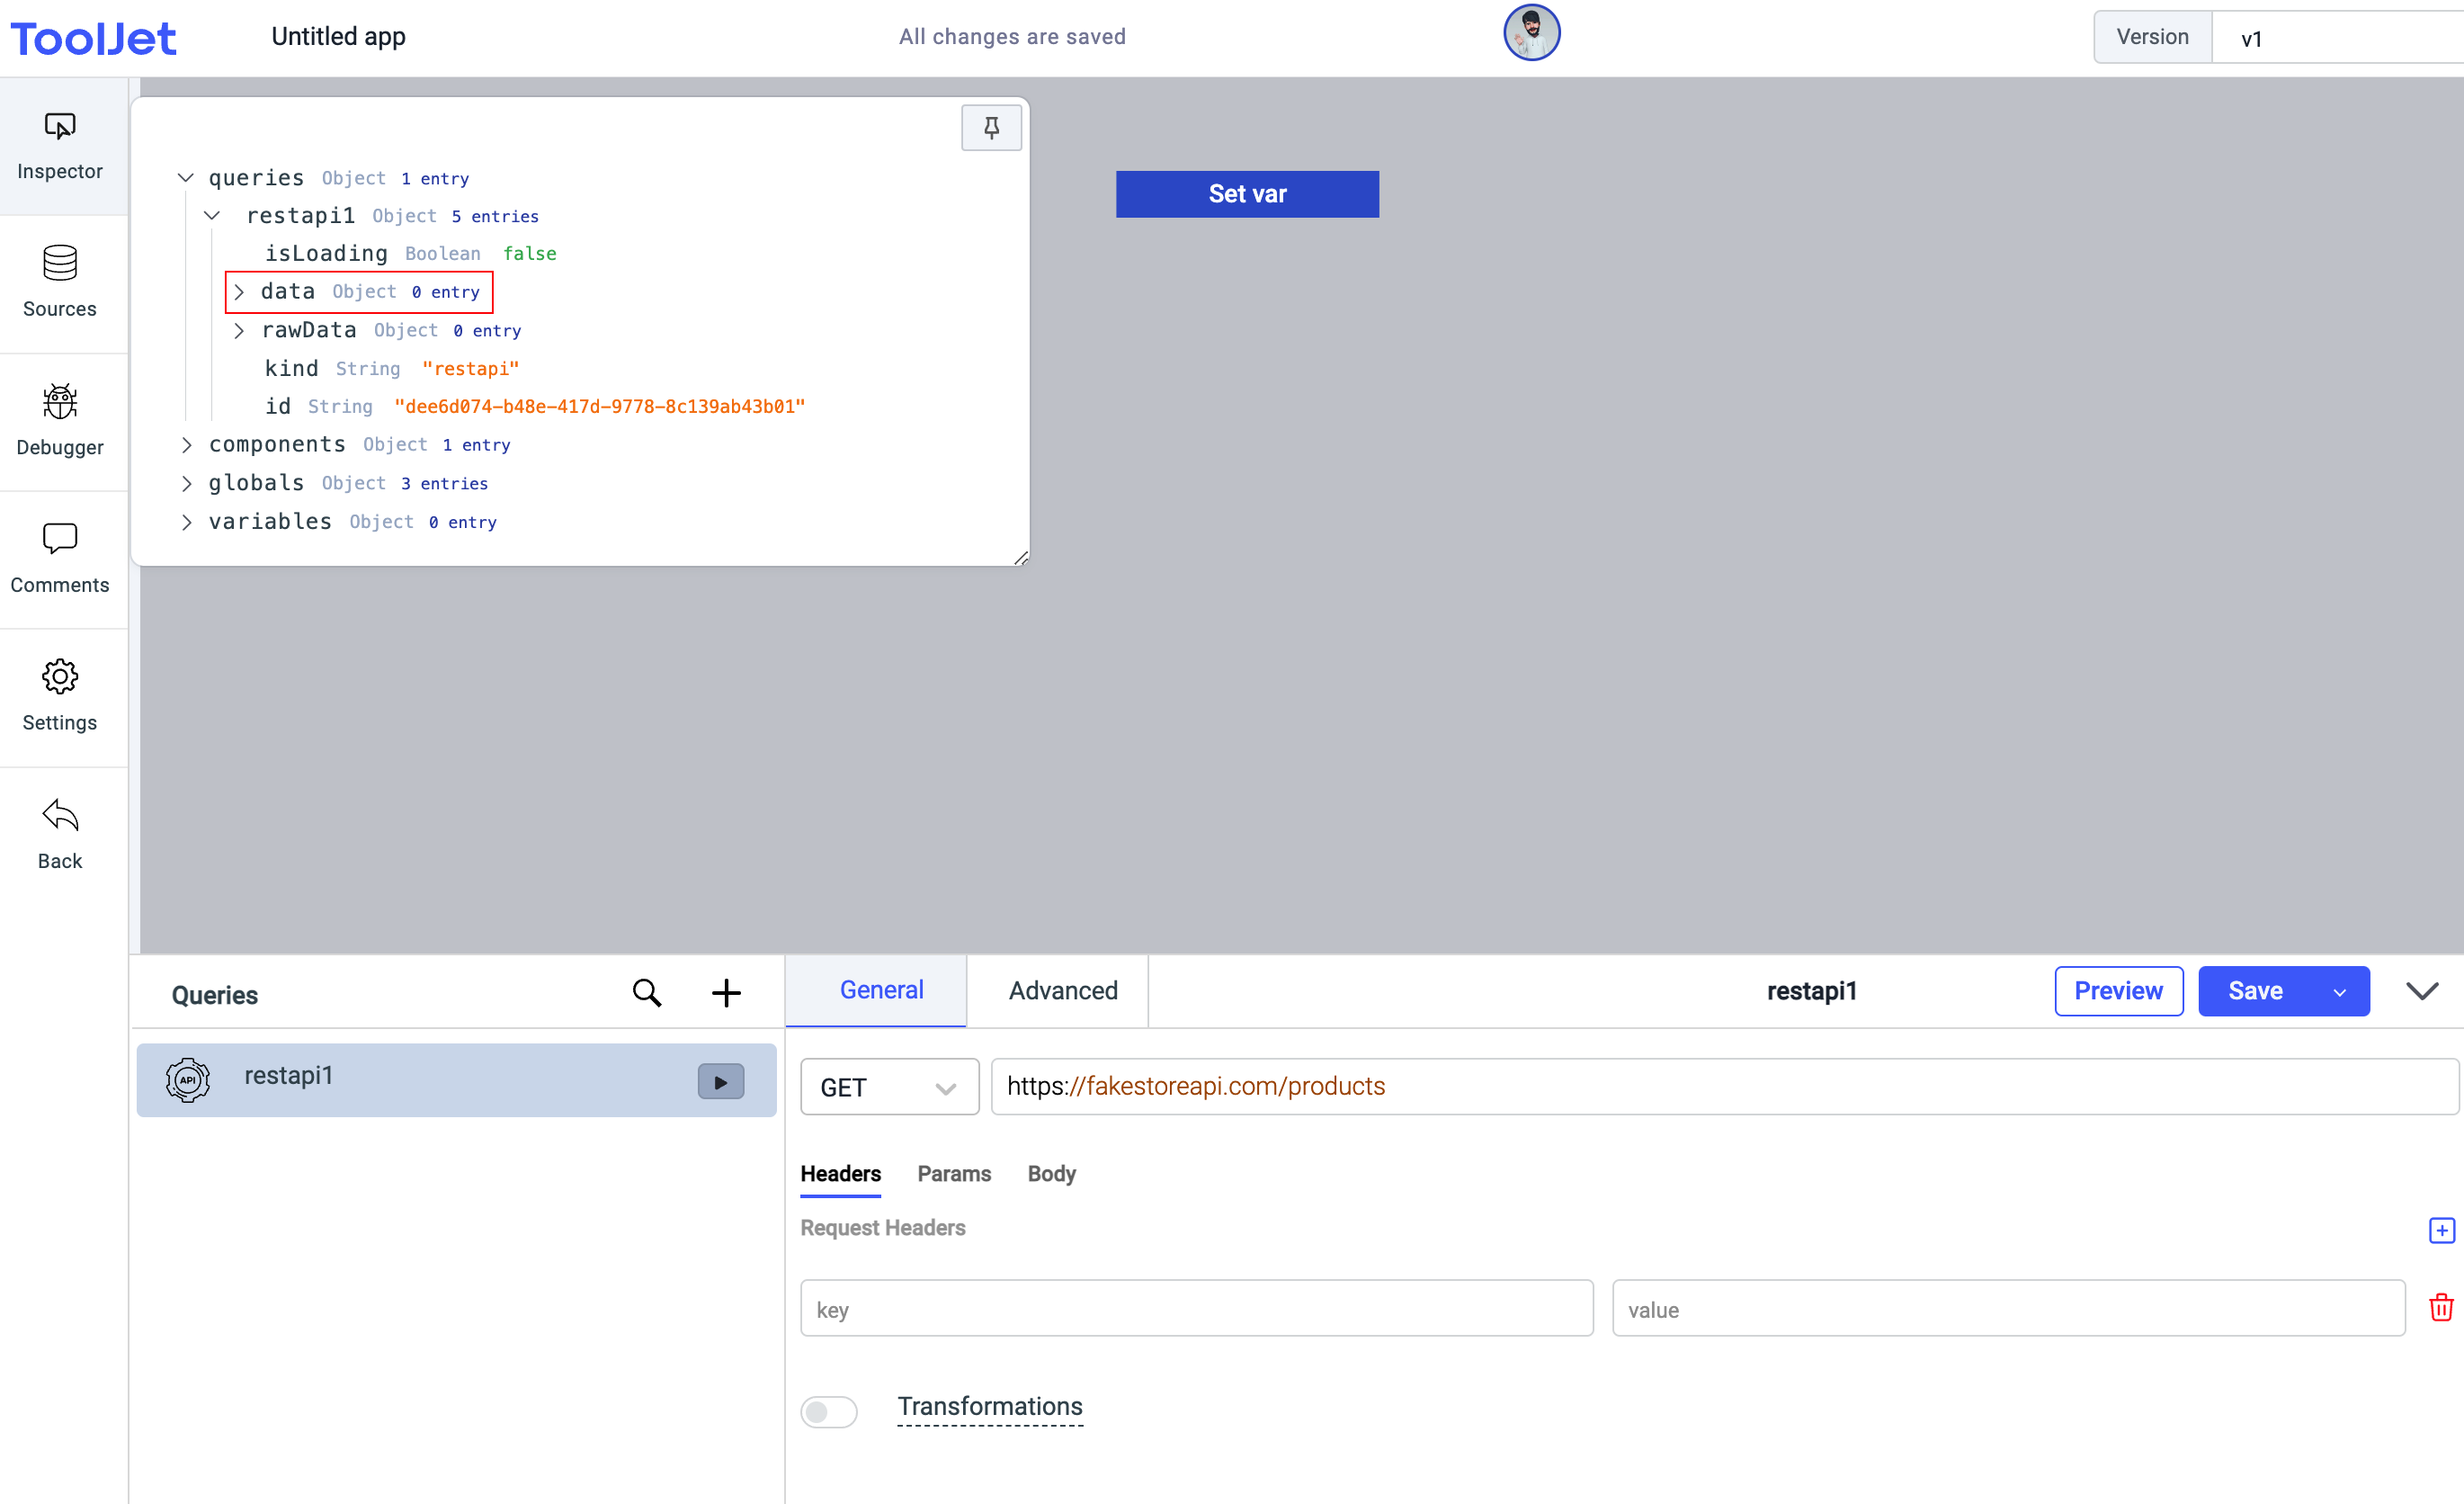 ToolJet
Untitled app
All changes are saved
Version
v1
Inspector
Sources
Debugger
Comments
Settings
Back
queries Object 1 entry
restapi1 Object 5 entries
isLoading Boolean false
data Object 0 entry
rawData Object 0 entry
kind String "restapi"
id String "dee6d074-b48e-417d-9778-8c139ab43b01"
components Object 1 entry
globals Object 3 entries
variables Object 0 entry
Set var
Queries
API
restapi1
General
Advanced
restapi1
Preview
Save
GET
https://fakestoreapi.com/products
Headers
Params
Body
Request Headers
key
value
Transformations